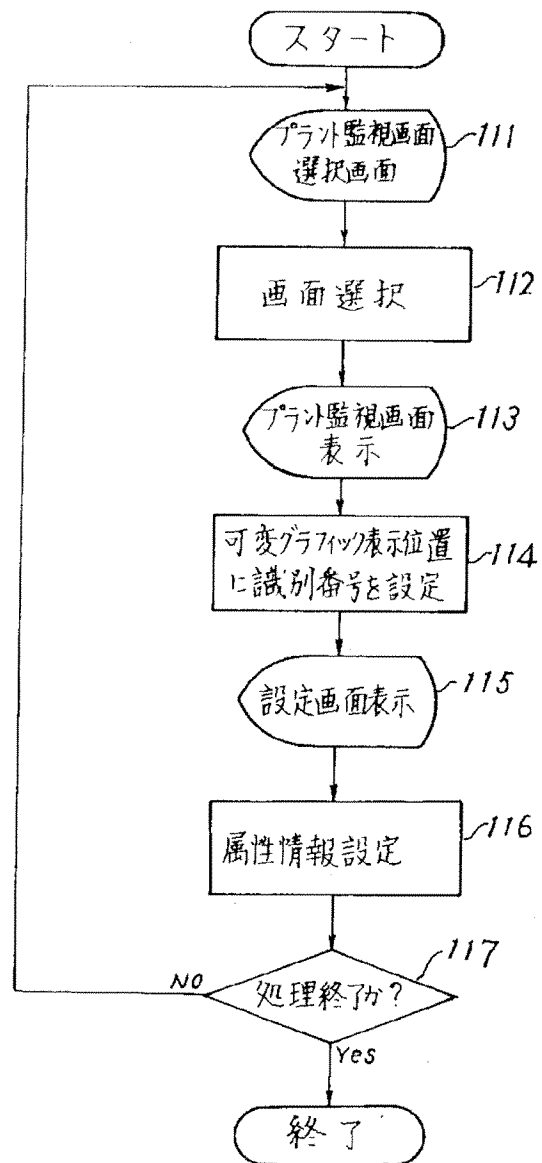 スタート
プラント監視画面
選択画面
111
画面選択
112
プラント監視画面
表示
113
可変グラフィック表示位置
に識別番号を設定
114
設定画面表示
115
属性情報設定
116
処理終了か?
117
NO
Yes
終了